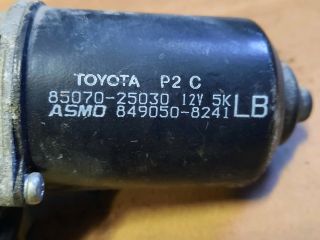 TOYOTA P2 C
85070-25030 12V 5K LB
ASMO 849050-8241